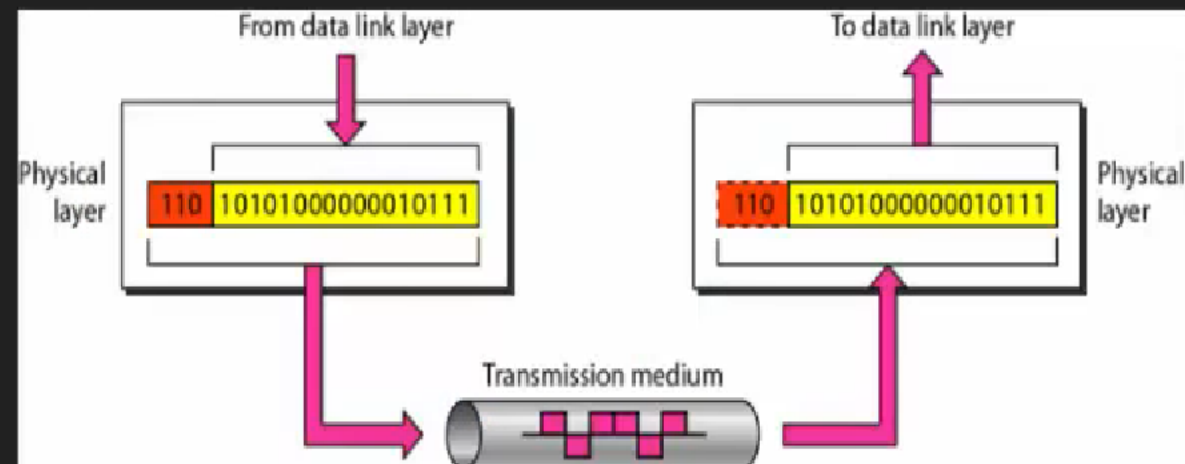 From data link layer
To data link layer
Physical
layer
110 10101000000010111
110 10101000000010111
Physical
layer
Transmission medium